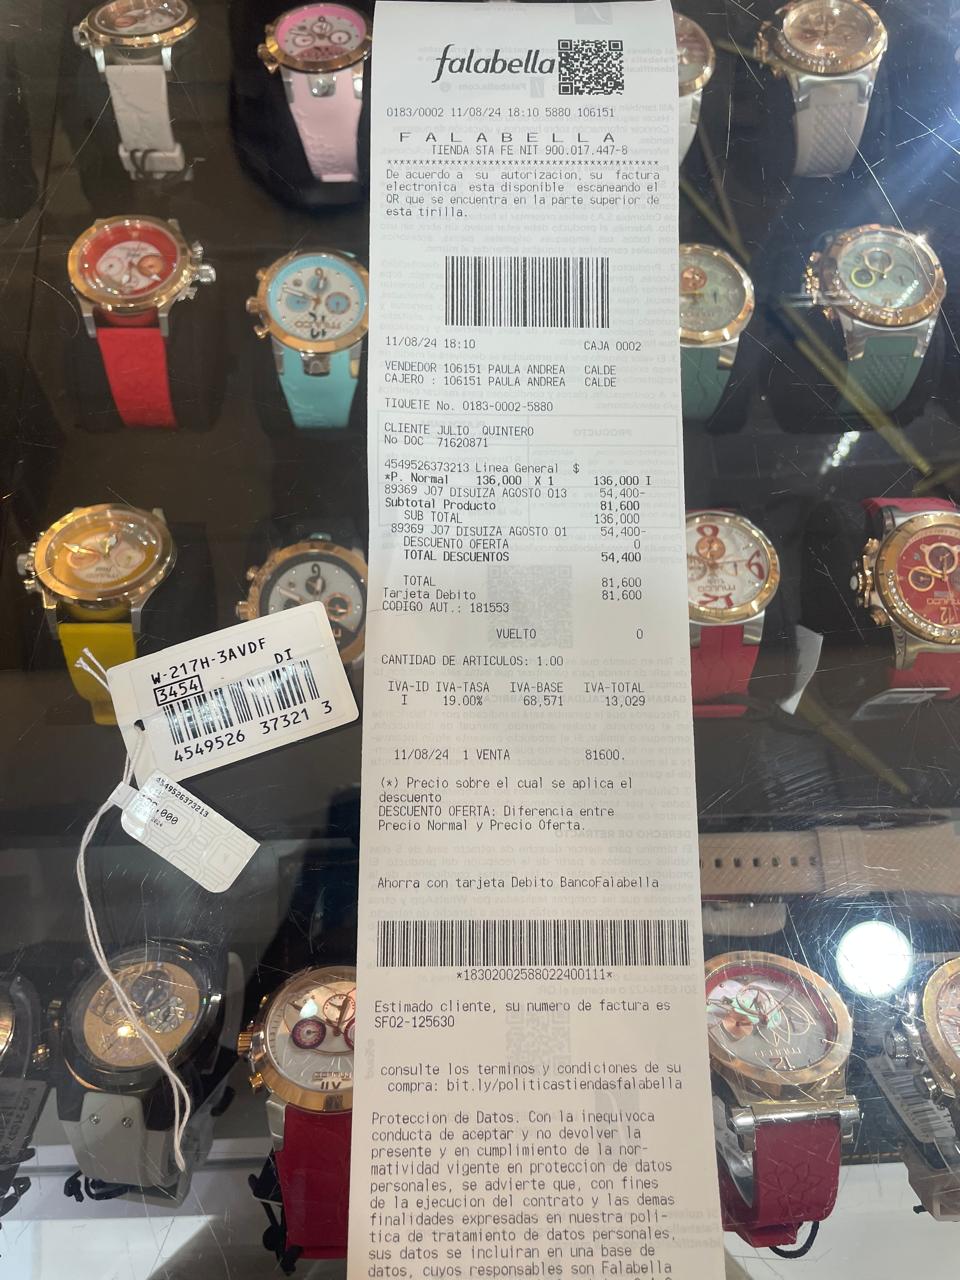 falabella
0183/0002 11/08/24 18:10 5880 106151
F A L A B E L L A
TIENDA STA FE NIT 900.017.447-8
************************************************
De acuerdo a su autorizacion, su factura
electronica esta disponible escaneando el
QR que se encuentra en la parte superior de
esta tirilla.
11/08/24 18:10 CAJA 0002
VENDEDOR 106151 PAULA ANDREA CALDE
CAJERO : 106151 PAULA ANDREA CALDE
TIQUETE No. 0183-0002-5880
CLIENTE JULIO QUINTERO
No DOC 71620871
4549526373213 Linea General $
*P. Normal 136,000 X 1 136,000 I
89369 J07 DISUIZA AGOSTO 013 54,400-
Subtotal Producto 81,600
SUB TOTAL 136,000
89369 J07 DISUIZA AGOSTO 01 54,400-
DESCUENTO OFERTA 0
TOTAL DESCUENTOS 54,400
TOTAL 81,600
Tarjeta Debito 81,600
CODIGO AUT.: 181553
VUELTO 0
CANTIDAD DE ARTICULOS: 1.00
IVA-ID IVA-TASA IVA-BASE IVA-TOTAL
I 19.00% 68,571 13,029
11/08/24 1 VENTA 81600.
(*) Precio sobre el cual se aplica el
descuento
DESCUENTO OFERTA: Diferencia entre
Precio Normal y Precio Oferta.
Ahorra con tarjeta Debito BancoFalabella
*18302002588022400111*
Estimado cliente, su numero de factura es
SF02-125630
consulte los terminos y condiciones de su
compra: bit.ly/politicastiendasfalabella
Proteccion de Datos. Con la inequivoca
conducta de aceptar y no devolver la
presente y en cumplimiento de la nor-
matividad vigente en proteccion de datos
personales, se advierte que, con fines
de la ejecucion del contrato y las demas
finalidades expresadas en nuestra poli-
tica de tratamiento de datos personales,
sus datos se incluiran en una base de
datos, cuyos responsables son Falabella
W-217H-3AVDF
DI
3454
4549526 37321 3
4549526373213